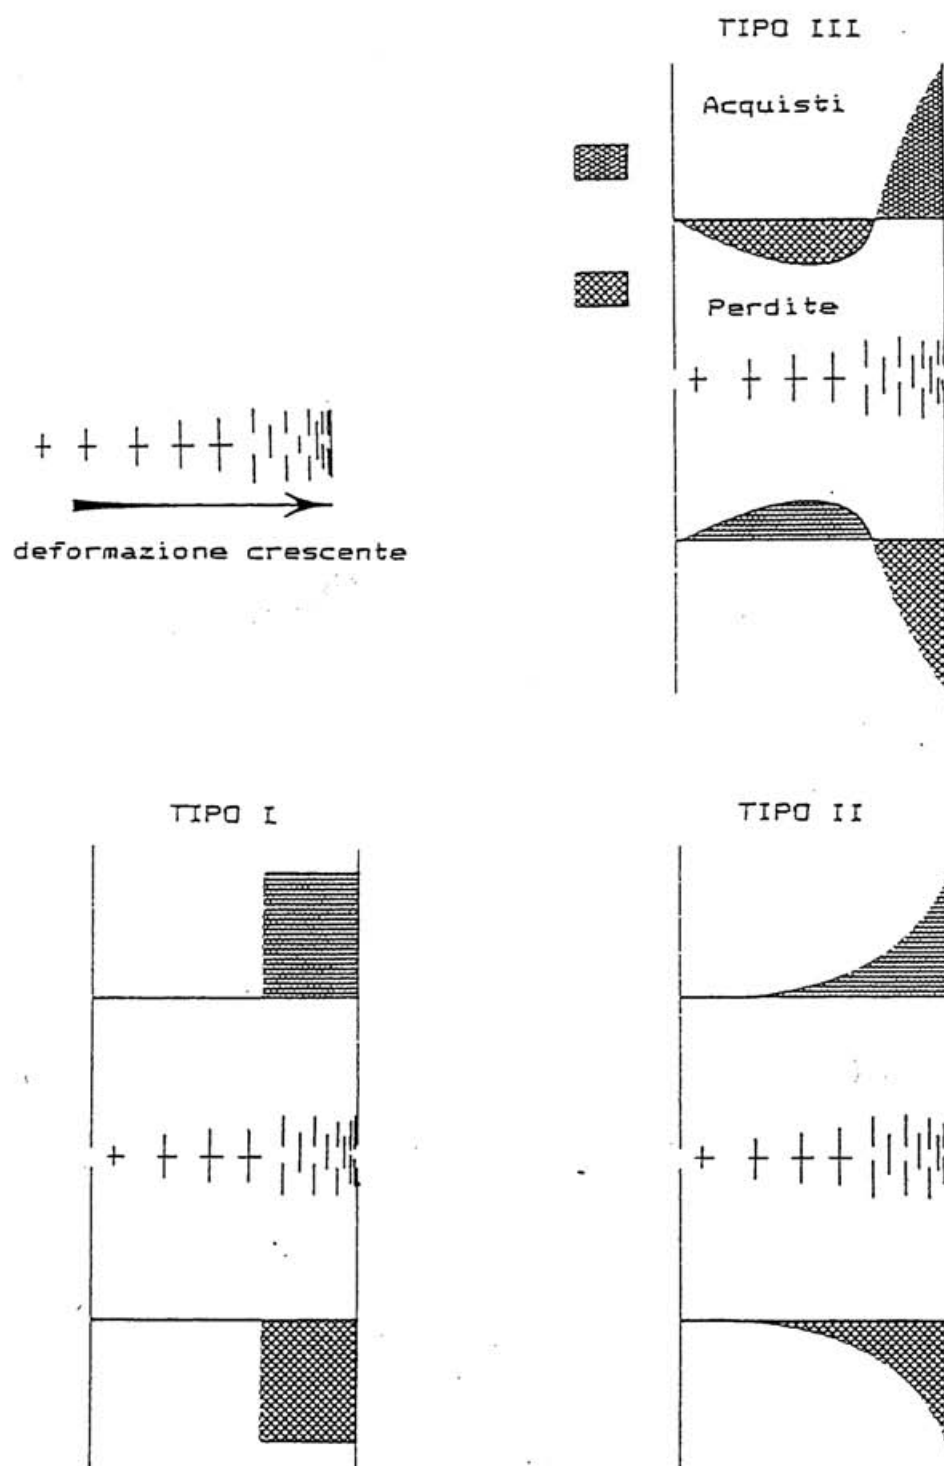 TIPO III
Acquisti
Perdite
deformazione crescente
TIPO I
TIPO II